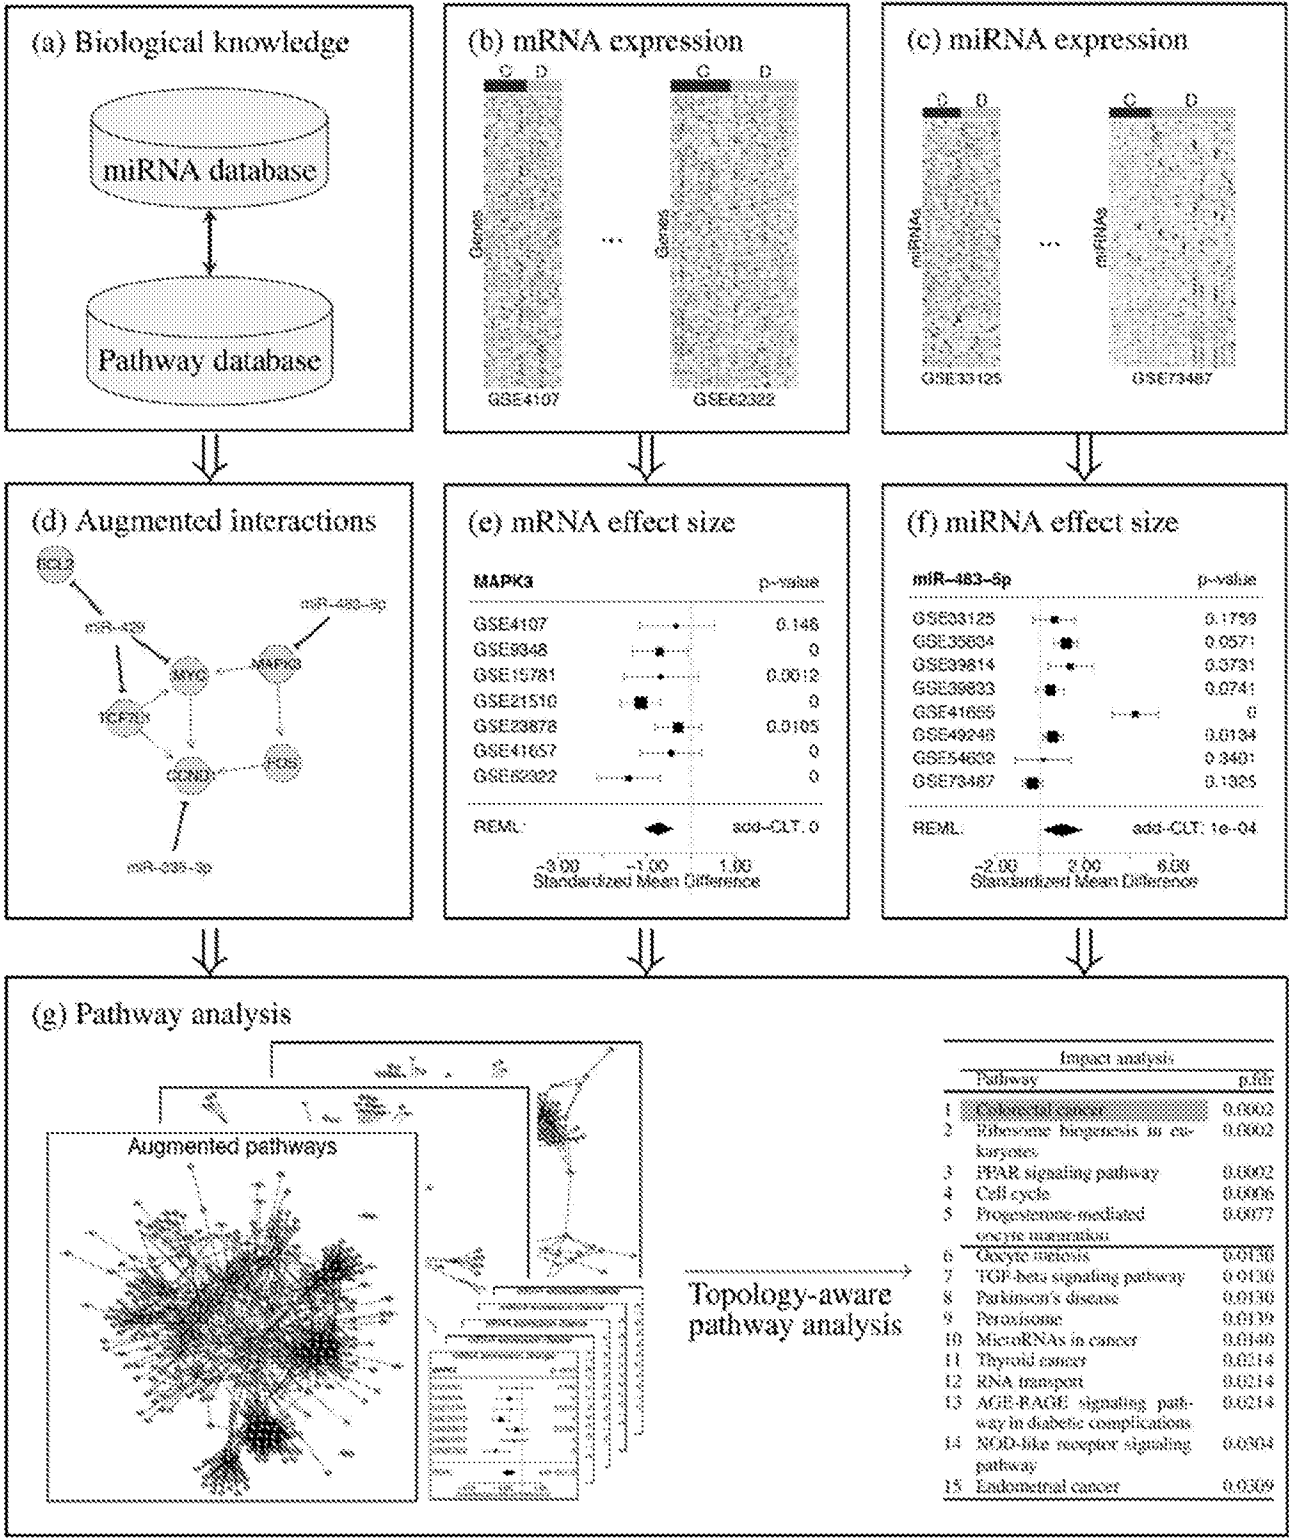 (a) Biological knowledge
miRNA database
Pathway database
(b) mRNA expression
C D
Genes
GSE4107
...
C D
Genes
GSE62322
(c) miRNA expression
C D
miRNAs
GSE33125
...
C D
miRNAs
GSE73487
(d) Augmented interactions
BCL2
miR-483-5p
MYC
MAPK3
FOS
(e) mRNA effect size
MAPK3 p-value
GSE4107 0.148
GSE9348 0
GSE15781 0.0012
GSE21510 0
GSE23878 0.0105
GSE41657 0
GSE62322 0
REML: add-CLT: 0
-3.00 -1.00 1.00
Standardized Mean Difference
(f) miRNA effect size
miR-483-5p p-value
GSE33125 0.1759
GSE35834 0.0571
GSE39814 0.3731
GSE39833 0.0741
GSE41655 0
GSE49246 0.0134
GSE54632 0.3401
GSE73487 0.1325
REML: add-CLT: 1e-04
-2.00 2.00 6.00
Standardized Mean Difference
(g) Pathway analysis
Augmented pathways
Topology-aware
pathway analysis
Impact analysis
Pathway p.fdr
1 Colorectal cancer 0.0002
2 Ribosome biogenesis in eu- 0.0002
karyotes
3 PPAR signaling pathway 0.0002
4 Cell cycle 0.0006
5 Progesterone-mediated 0.0077
oocyte maturation
6 Oocyte meiosis 0.0130
7 TGF-beta signaling pathway 0.0130
8 Parkinson's disease 0.0130
9 Peroxisome 0.0139
10 MicroRNAs in cancer 0.0140
11 Thyroid cancer 0.0214
12 RNA transport 0.0214
13 AGE-RAGE signaling path- 0.0214
way in diabetic complications
14 NOD-like receptor signaling 0.0304
pathway
15 Endometrial cancer 0.0309